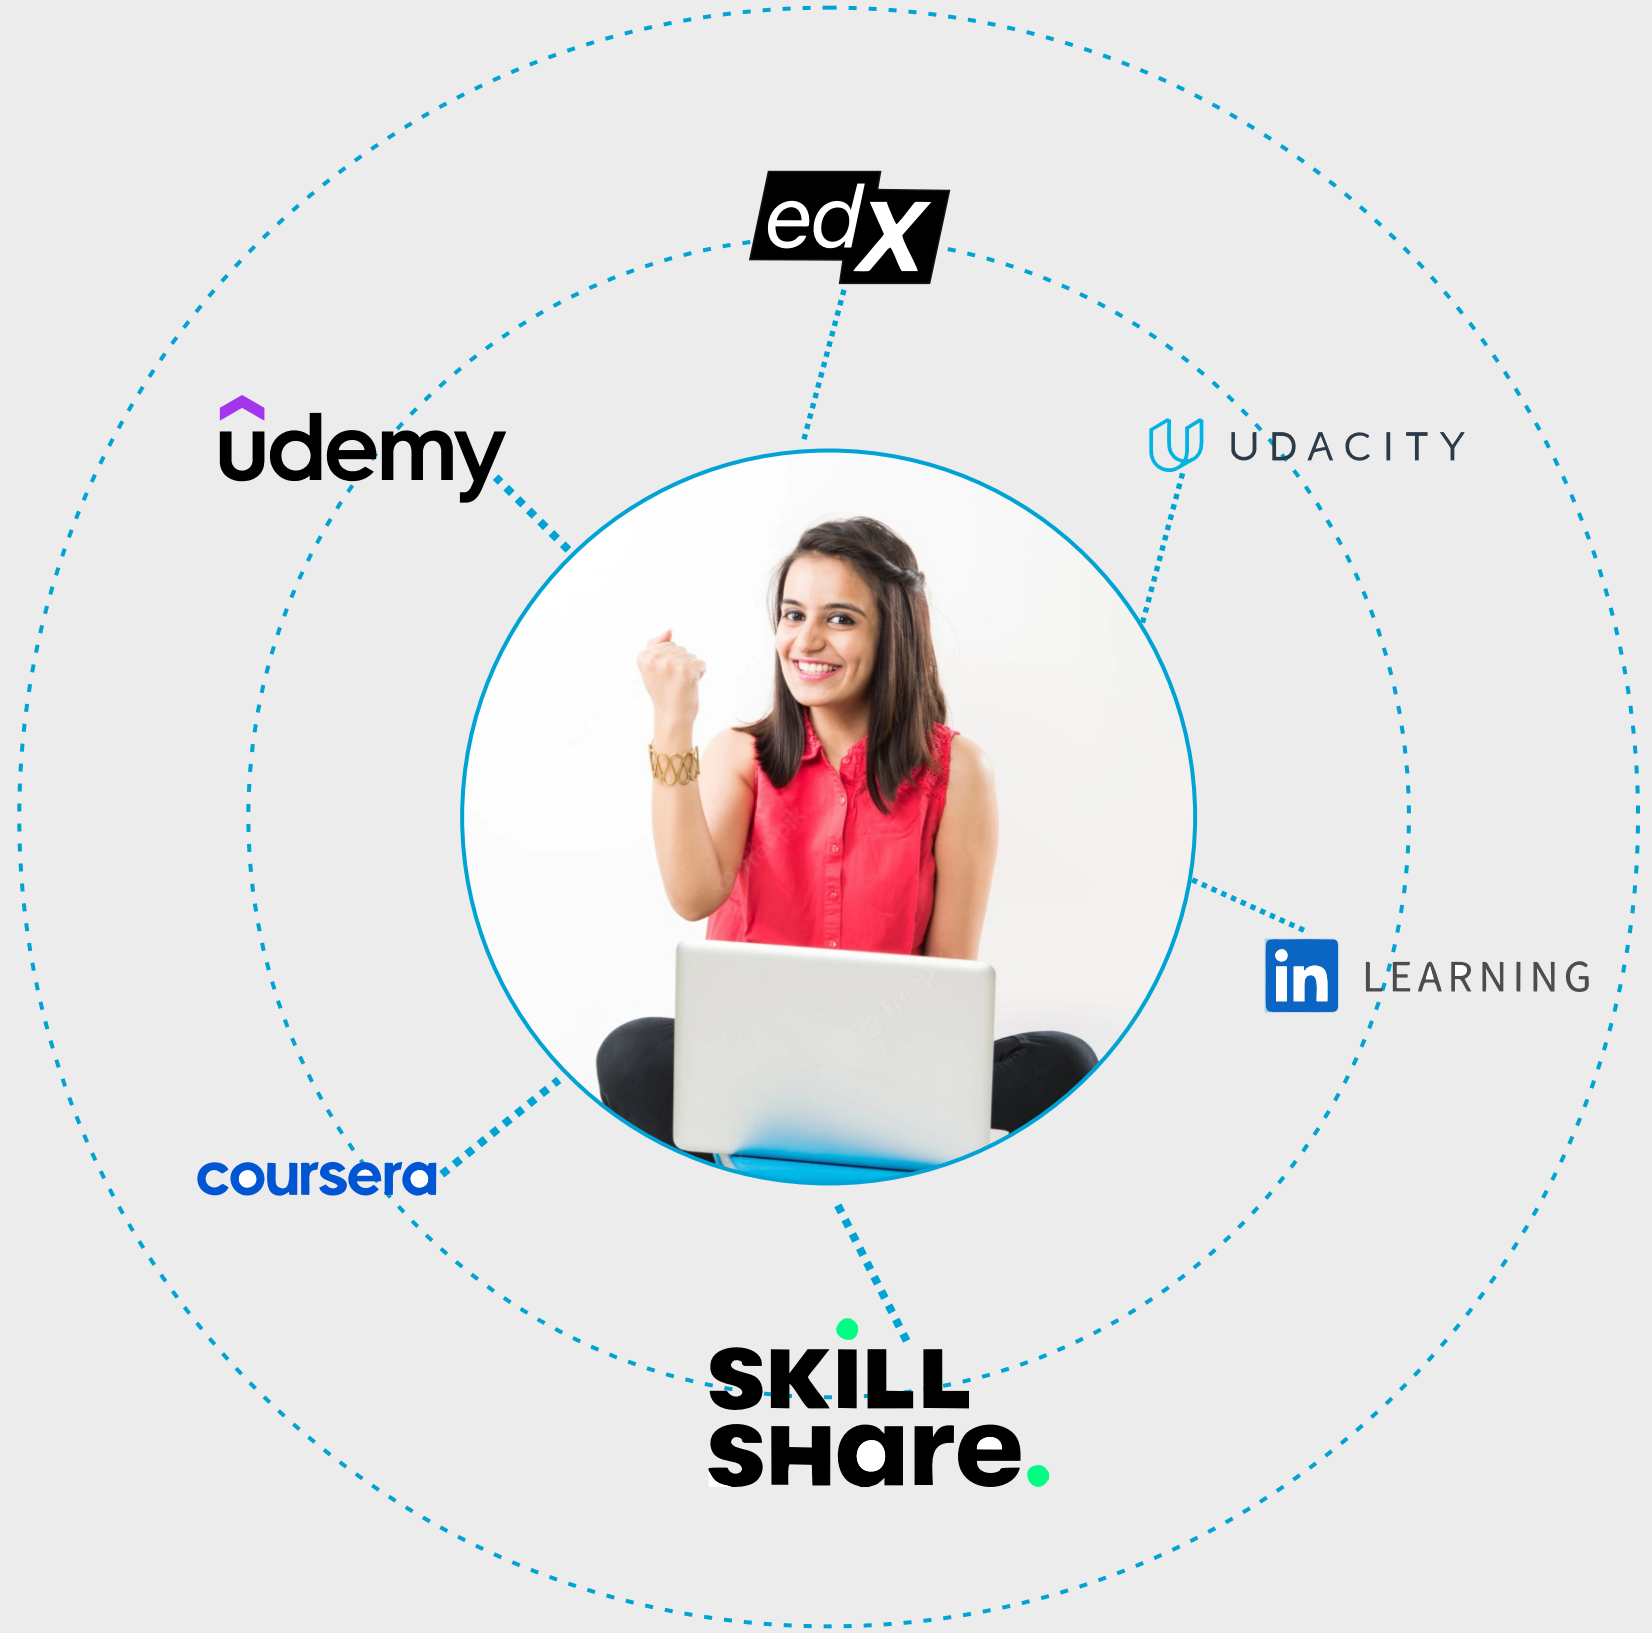 edX
udemy
UDACITY
in LEARNING
coursera
SKILL
SHare.